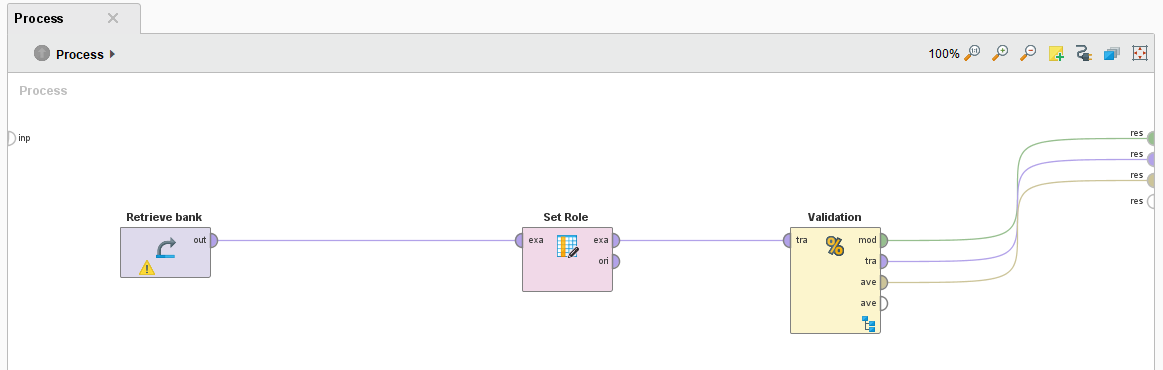 Process
Process
100%
Process
inp
res
res
res
res
Retrieve bank
out
Set Role
exa
exa
ori
Validation
tra
mod
tra
ave
ave
%